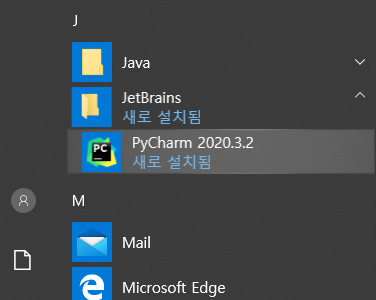 J
Java
JetBrains
새로 설치됨
PC
PyCharm 2020.3.2
새로 설치됨
M
Mail
Microsoft Edge